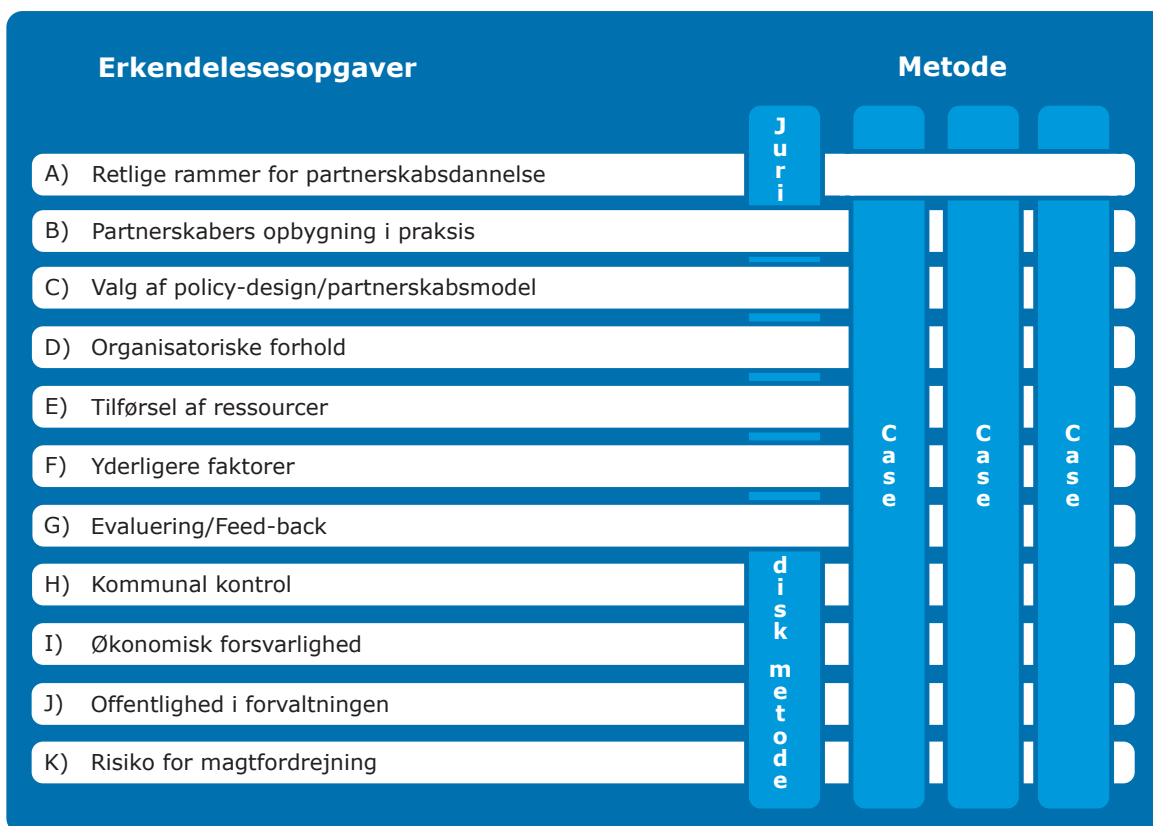 Erkendelesesopgaver
Metode
A) Retlige rammer for partnerskabsdannelse
B) Partnerskabers opbygning i praksis
C) Valg af policy-design/partnerskabsmodel
D) Organisatoriske forhold
E) Tilførsel af ressourcer
F) Yderligere faktorer
G) Evaluering/Feed-back
H) Kommunal kontrol
I) Økonomisk forsvarlighed
J) Offentlighed i forvaltningen
K) Risiko for magtfordrejning
Juri
disk metode
Case
Case
Case